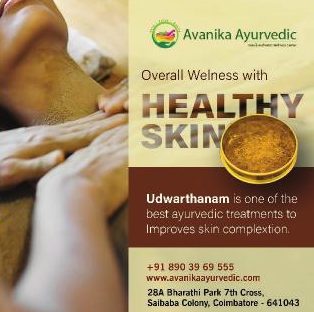 Avanika Ayurvedic
Overall Welness with
HEALTHY
SKIN
Udwarthanam is one of the
best ayurvedic treatments to
Improves skin complextion.
+91 890 39 69 555
www.avanikaayurvedic.com
28A Bharathi Park 7th Cross,
Saibaba Colony, Coimbatore - 641043